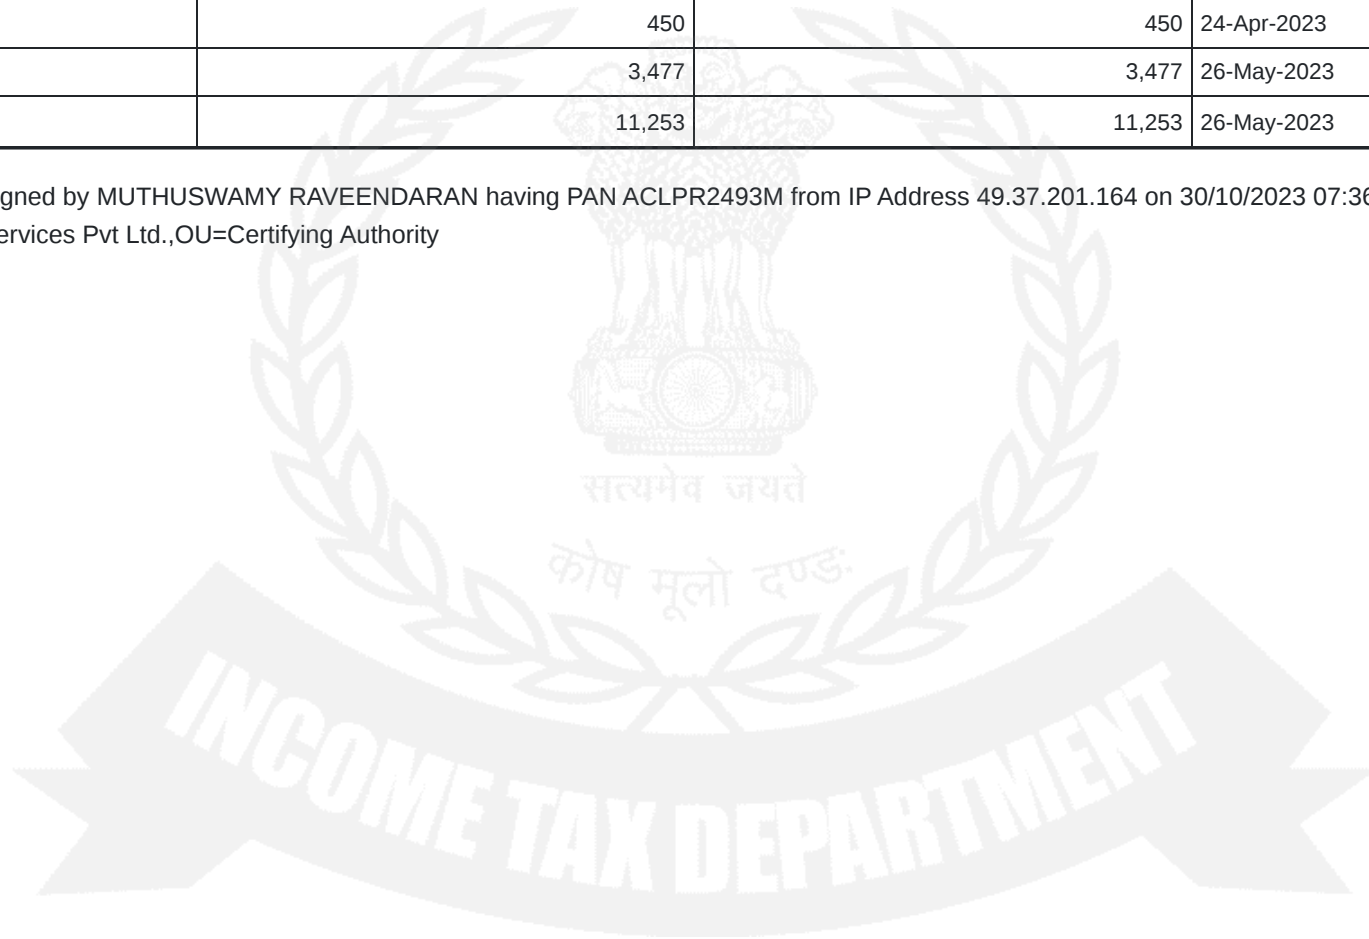 450 450 24-Apr-2023
3,477 3,477 26-May-2023
11,253 11,253 26-May-2023
gned by MUTHUSWAMY RAVEENDARAN having PAN ACLPR2493M from IP Address 49.37.201.164 on 30/10/2023 07:36
ervices Pvt Ltd.,OU=Certifying Authority
सत्यमेव जयते
कोष मूलो दण्डः
INCOME TAX DEPARTMENT